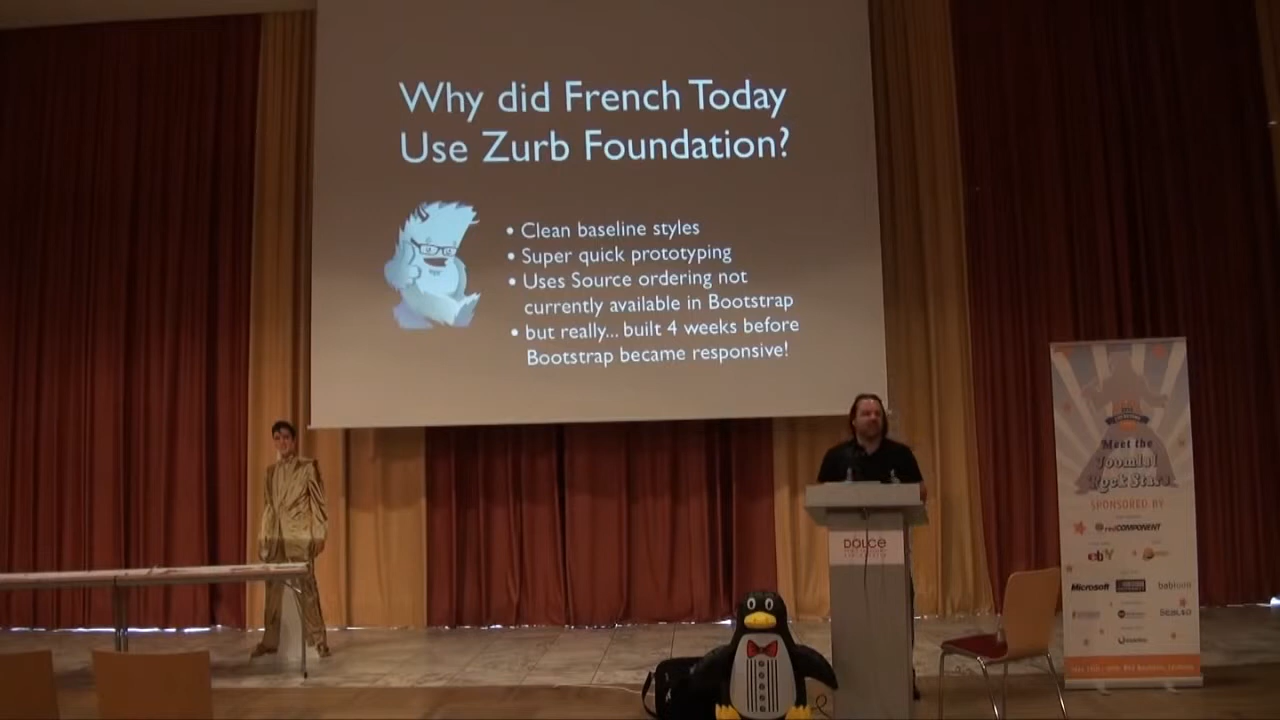 Why did French Today
Use Zurb Foundation?
• Clean baseline styles
• Super quick prototyping
• Uses Source ordering not
currently available in Bootstrap
• but really... built 4 weeks before
Bootstrap became responsive!
DOLCE
Meet the
Joomla!
Rock Stars
SPONSORED BY
redCOMPONENT
ebay
Microsoft